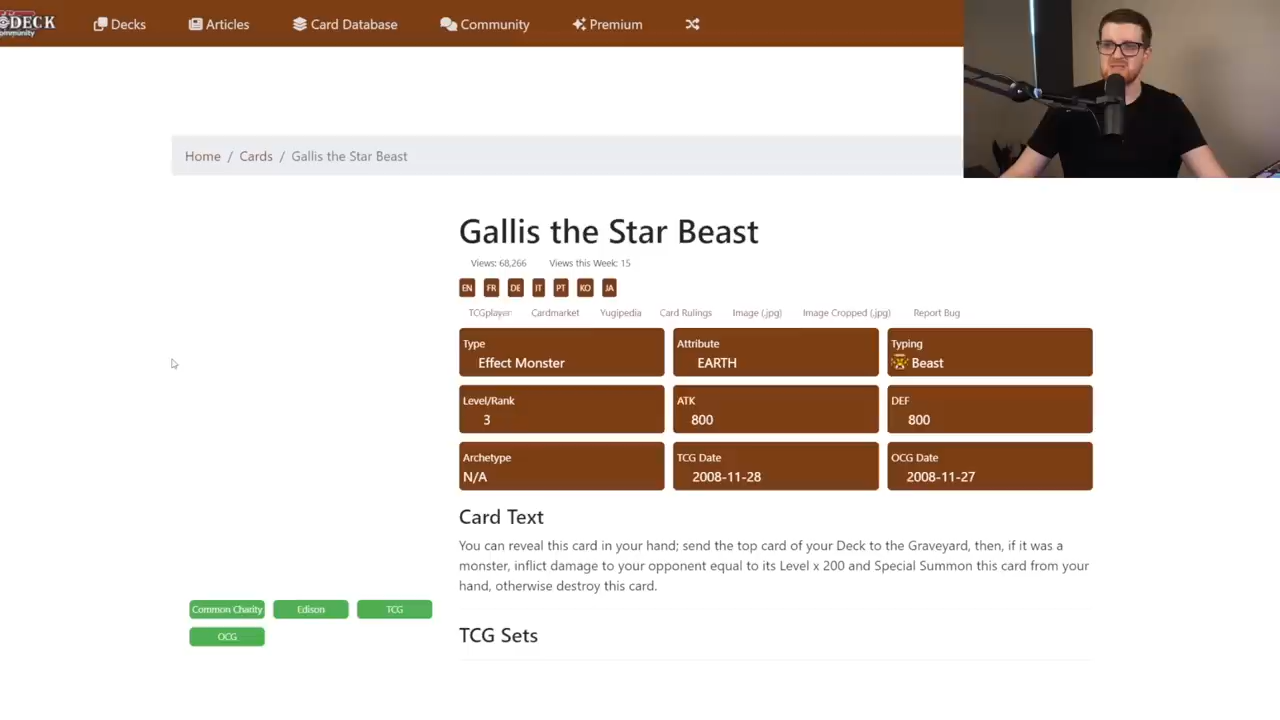 DECK
ommunity
Decks
Articles
Card Database
Community
Premium
Home / Cards / Gallis the Star Beast
Gallis the Star Beast
Views: 68,266 Views this Week: 15
EN FR DE IT PT KO JA
TCGplayer Cardmarket Yugipedia Card Rulings Image (.jpg) Image Cropped (.jpg) Report Bug
Type
Effect Monster
Attribute
EARTH
Typing
Beast
Level/Rank
3
ATK
800
DEF
800
Archetype
N/A
TCG Date
2008-11-28
OCG Date
2008-11-27
Card Text
You can reveal this card in your hand; send the top card of your Deck to the Graveyard, then, if it was a
monster, inflict damage to your opponent equal to its Level x 200 and Special Summon this card from your
hand, otherwise destroy this card.
Common Charity Edison TCG
OCG
TCG Sets